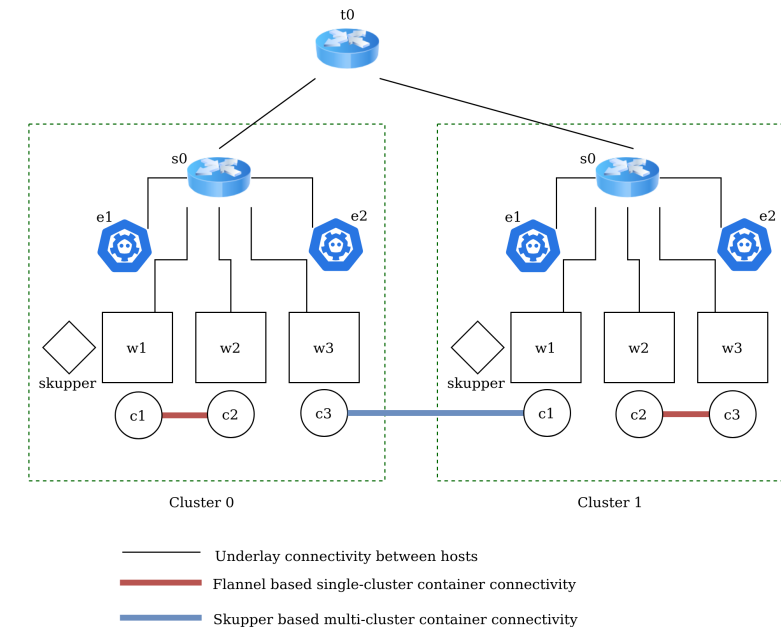 t0
s0
s0
e1
e2
e1
e2
w1
w2
w3
w1
w2
w3
skupper
skupper
c1
c2
c3
c1
c2
c3
Cluster 0
Cluster 1
Underlay connectivity between hosts
Flannel based single-cluster container connectivity
Skupper based multi-cluster container connectivity